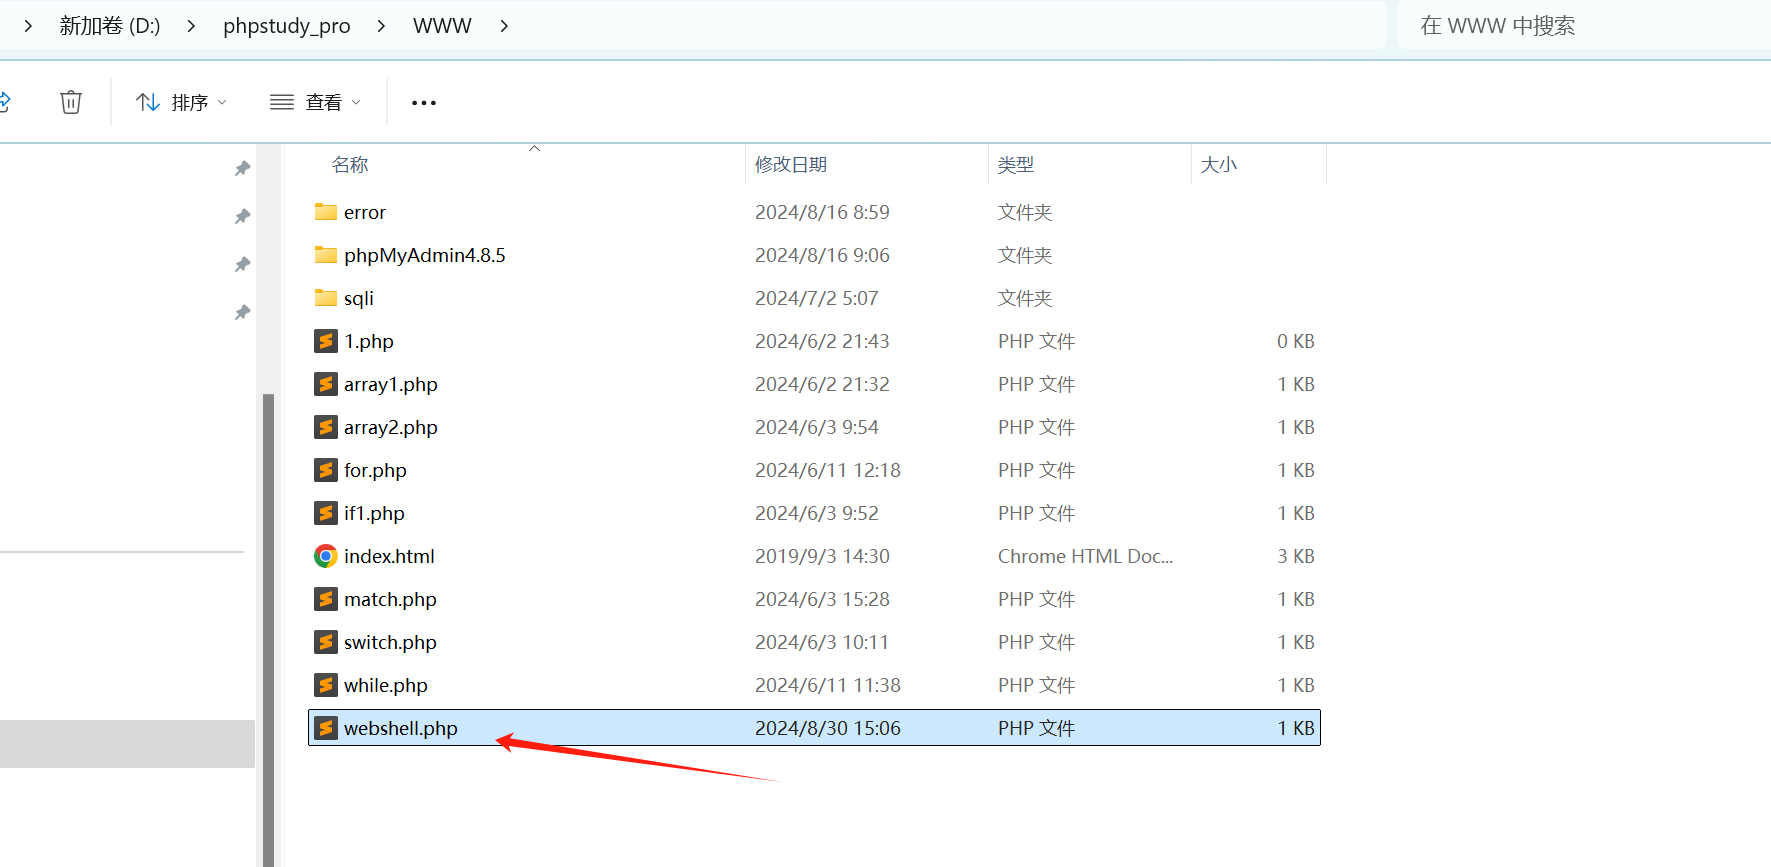 新加卷 (D:) phpstudy_pro WWW 在 WWW 中搜索
排序 查看
名称 修改日期 类型 大小
error 2024/8/16 8:59 文件夹
phpMyAdmin4.8.5 2024/8/16 9:06 文件夹
sqli 2024/7/2 5:07 文件夹
1.php 2024/6/2 21:43 PHP 文件 0 KB
array1.php 2024/6/2 21:32 PHP 文件 1 KB
array2.php 2024/6/3 9:54 PHP 文件 1 KB
for.php 2024/6/11 12:18 PHP 文件 1 KB
if1.php 2024/6/3 9:52 PHP 文件 1 KB
index.html 2019/9/3 14:30 Chrome HTML Doc... 3 KB
match.php 2024/6/3 15:28 PHP 文件 1 KB
switch.php 2024/6/3 10:11 PHP 文件 1 KB
while.php 2024/6/11 11:38 PHP 文件 1 KB
webshell.php 2024/8/30 15:06 PHP 文件 1 KB